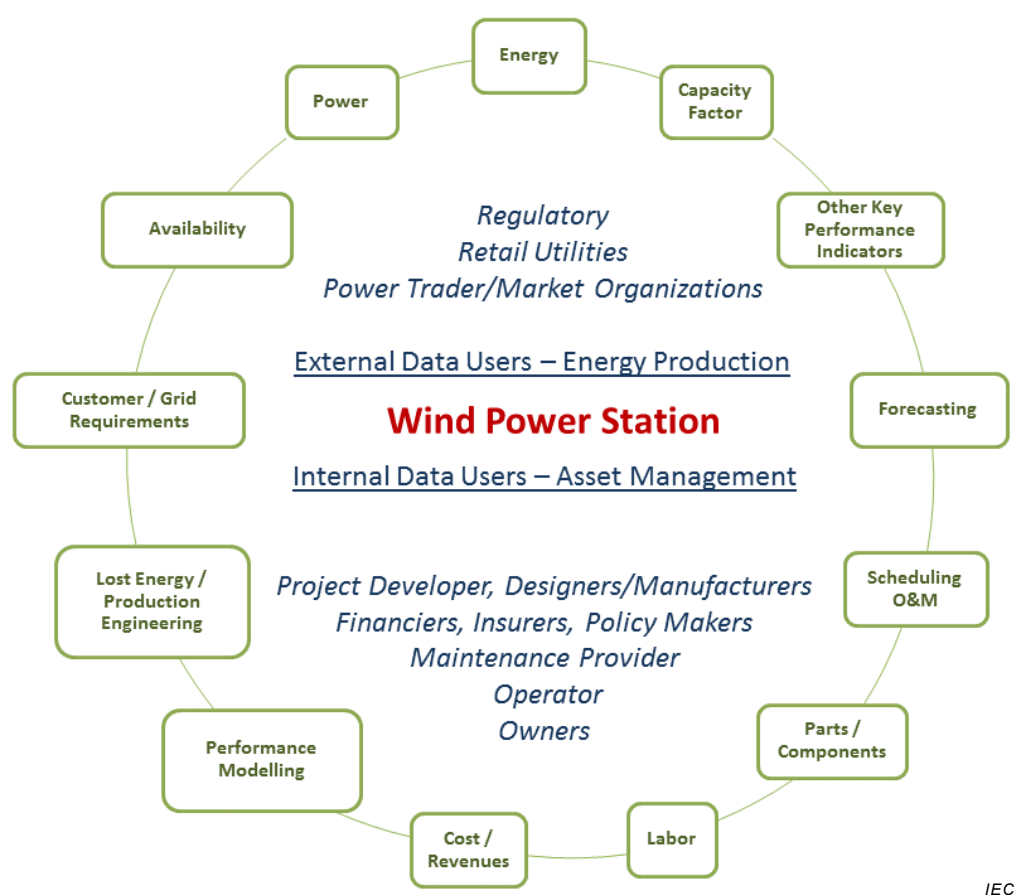 Energy
Power
Capacity
Factor
Availability
Other Key
Performance
Indicators
Regulatory
Retail Utilities
Power Trader/Market Organizations
External Data Users – Energy Production
Customer / Grid
Requirements
Wind Power Station
Forecasting
Internal Data Users – Asset Management
Lost Energy /
Production
Engineering
Project Developer, Designers/Manufacturers
Financiers, Insurers, Policy Makers
Maintenance Provider
Operator
Owners
Scheduling
O&M
Performance
Modelling
Parts /
Components
Cost /
Revenues
Labor
IEC